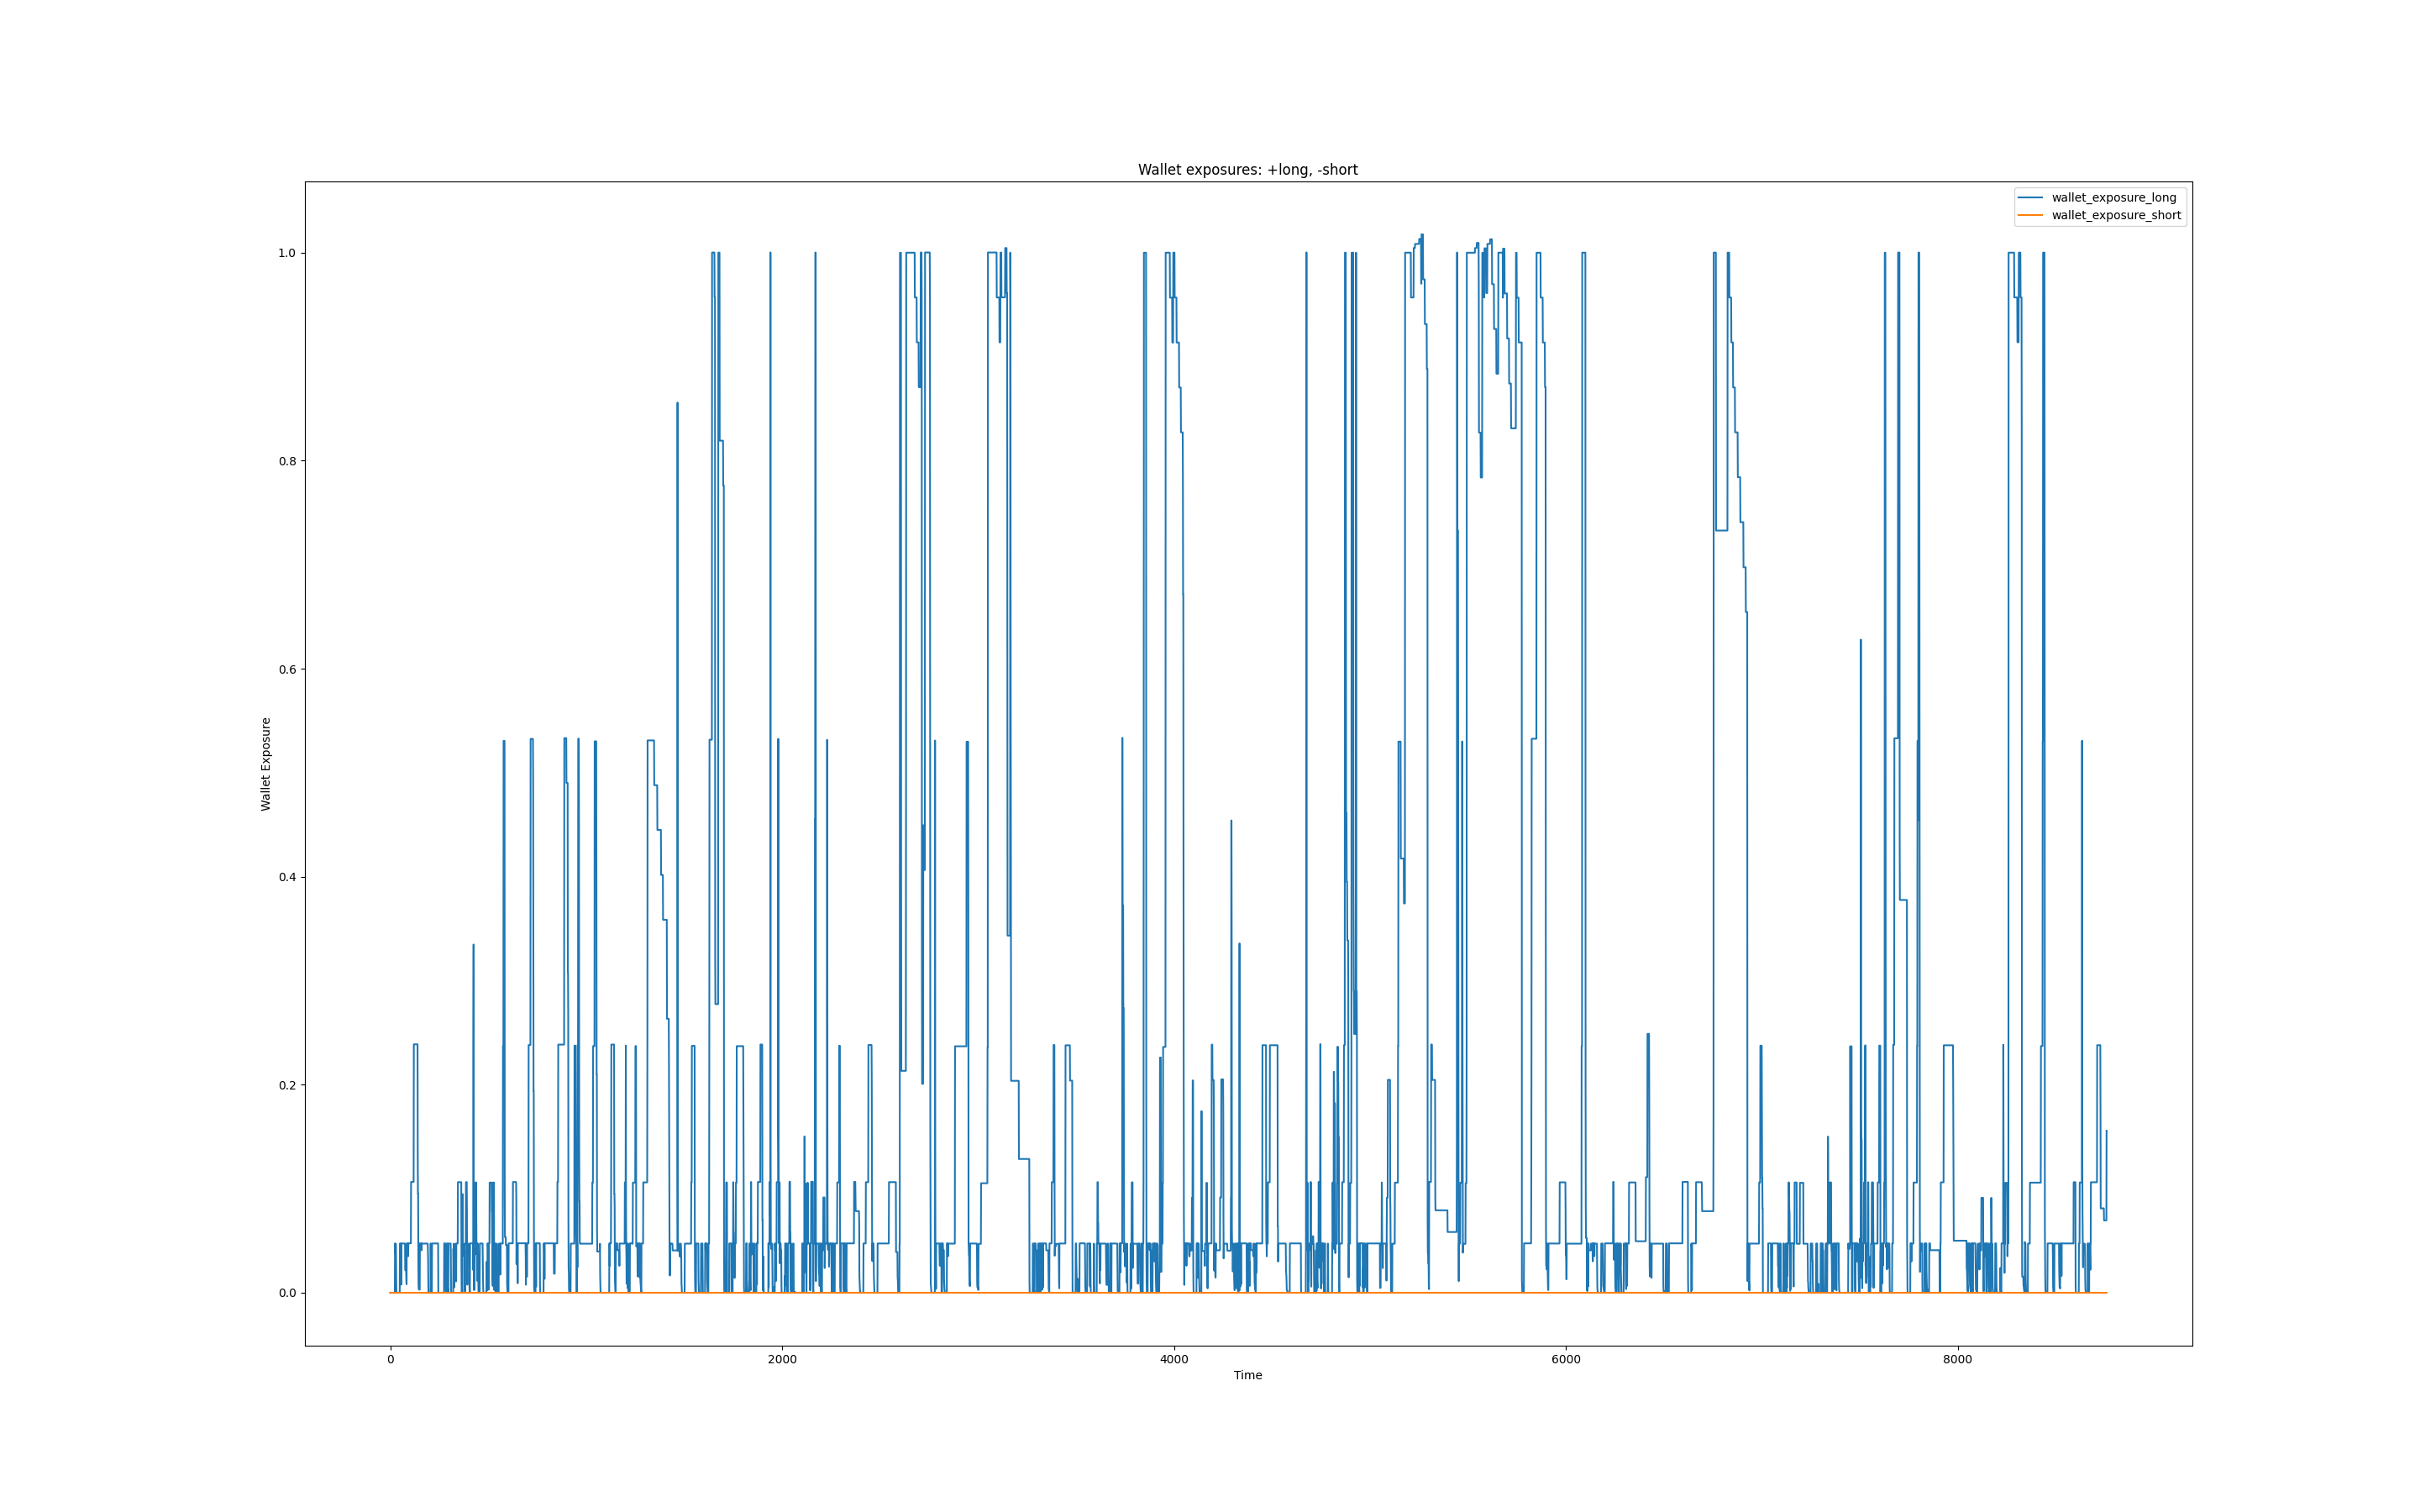 Wallet exposures: +long, -short
wallet_exposure_long
wallet_exposure_short
1.0
0.8
0.6
0.4
0.2
0.0
Wallet Exposure
0
2000
4000
6000
8000
Time